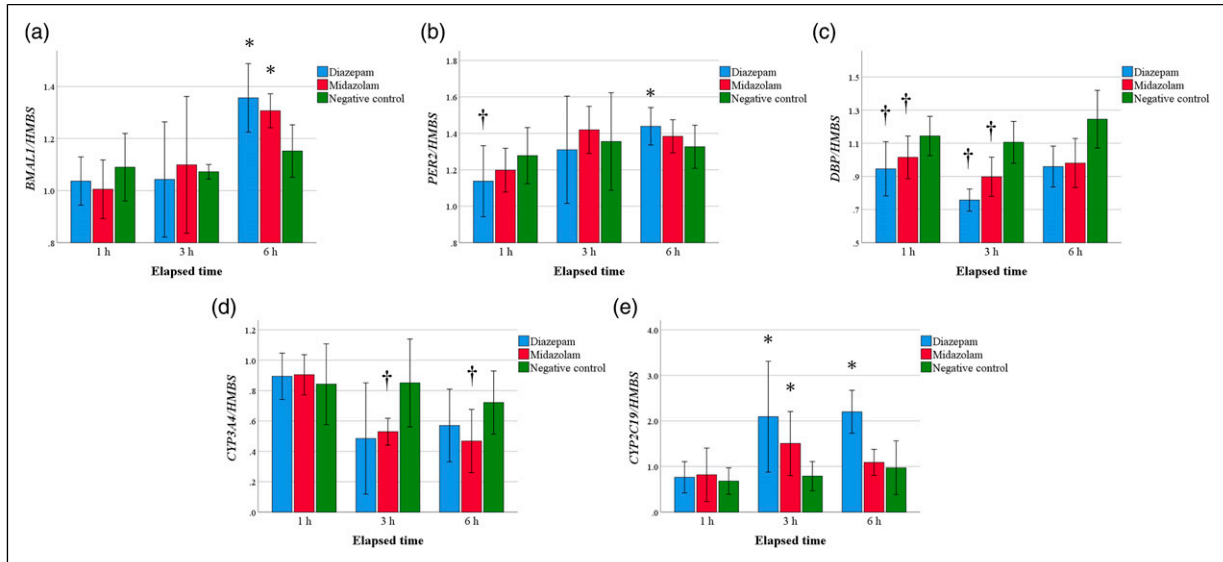 (a)
BMAL1/HMBS
1.4
1.2
1.0
.8
* *
1 h 3 h 6 h
Elapsed time
Diazepam
Midazolam
Negative control
(b)
PER2/HMBS
1.8
1.6
1.4
1.2
1.0
.8
† *
1 h 3 h 6 h
Elapsed time
Diazepam
Midazolam
Negative control
(c)
DBP/HMBS
1.5
1.3
1.1
.9
.7
.5
† † † †
1 h 3 h 6 h
Elapsed time
Diazepam
Midazolam
Negative control
(d)
CYP3A4/HMBS
1.2
1.0
.8
.6
.4
.2
.0
† †
1 h 3 h 6 h
Elapsed time
Diazepam
Midazolam
Negative control
(e)
CYP2C19/HMBS
4.0
3.0
2.0
1.0
.0
* * *
1 h 3 h 6 h
Elapsed time
Diazepam
Midazolam
Negative control